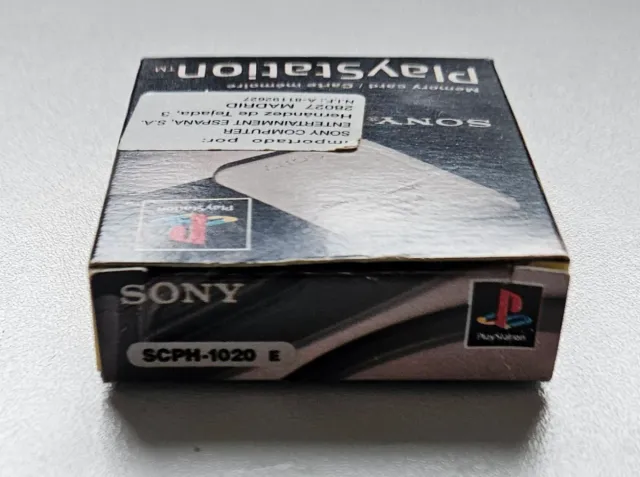 SONY
Memory card / Carte mémoire
PlayStation™
importado por:
SONY COMPUTER
ENTERTAINMENT ESPAÑA, S.A.
Hernandez de Tejada, 3
28027 MADRID
N.I.F.:
PlayStation
SONY
SCPH-1020 E
PlayStation